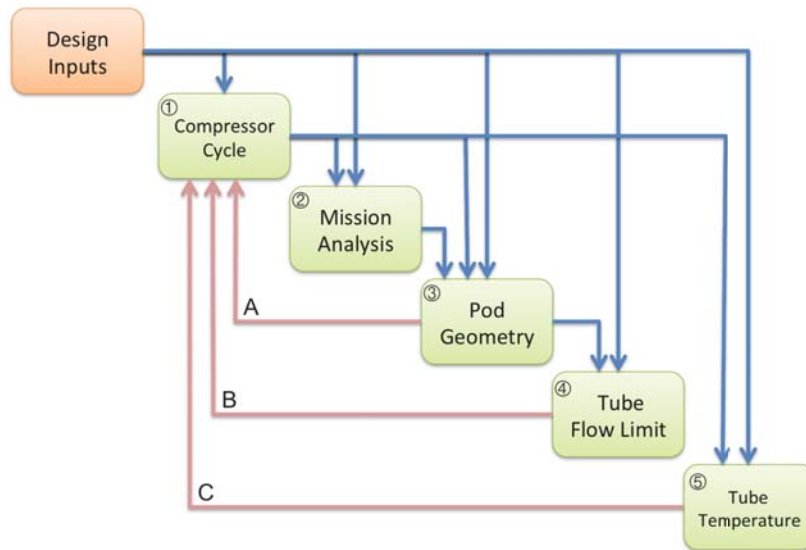 Design
Inputs
①
Compressor
Cycle
②
Mission
Analysis
③
Pod
Geometry
A
④
Tube
Flow Limit
B
⑤
Tube
Temperature
C